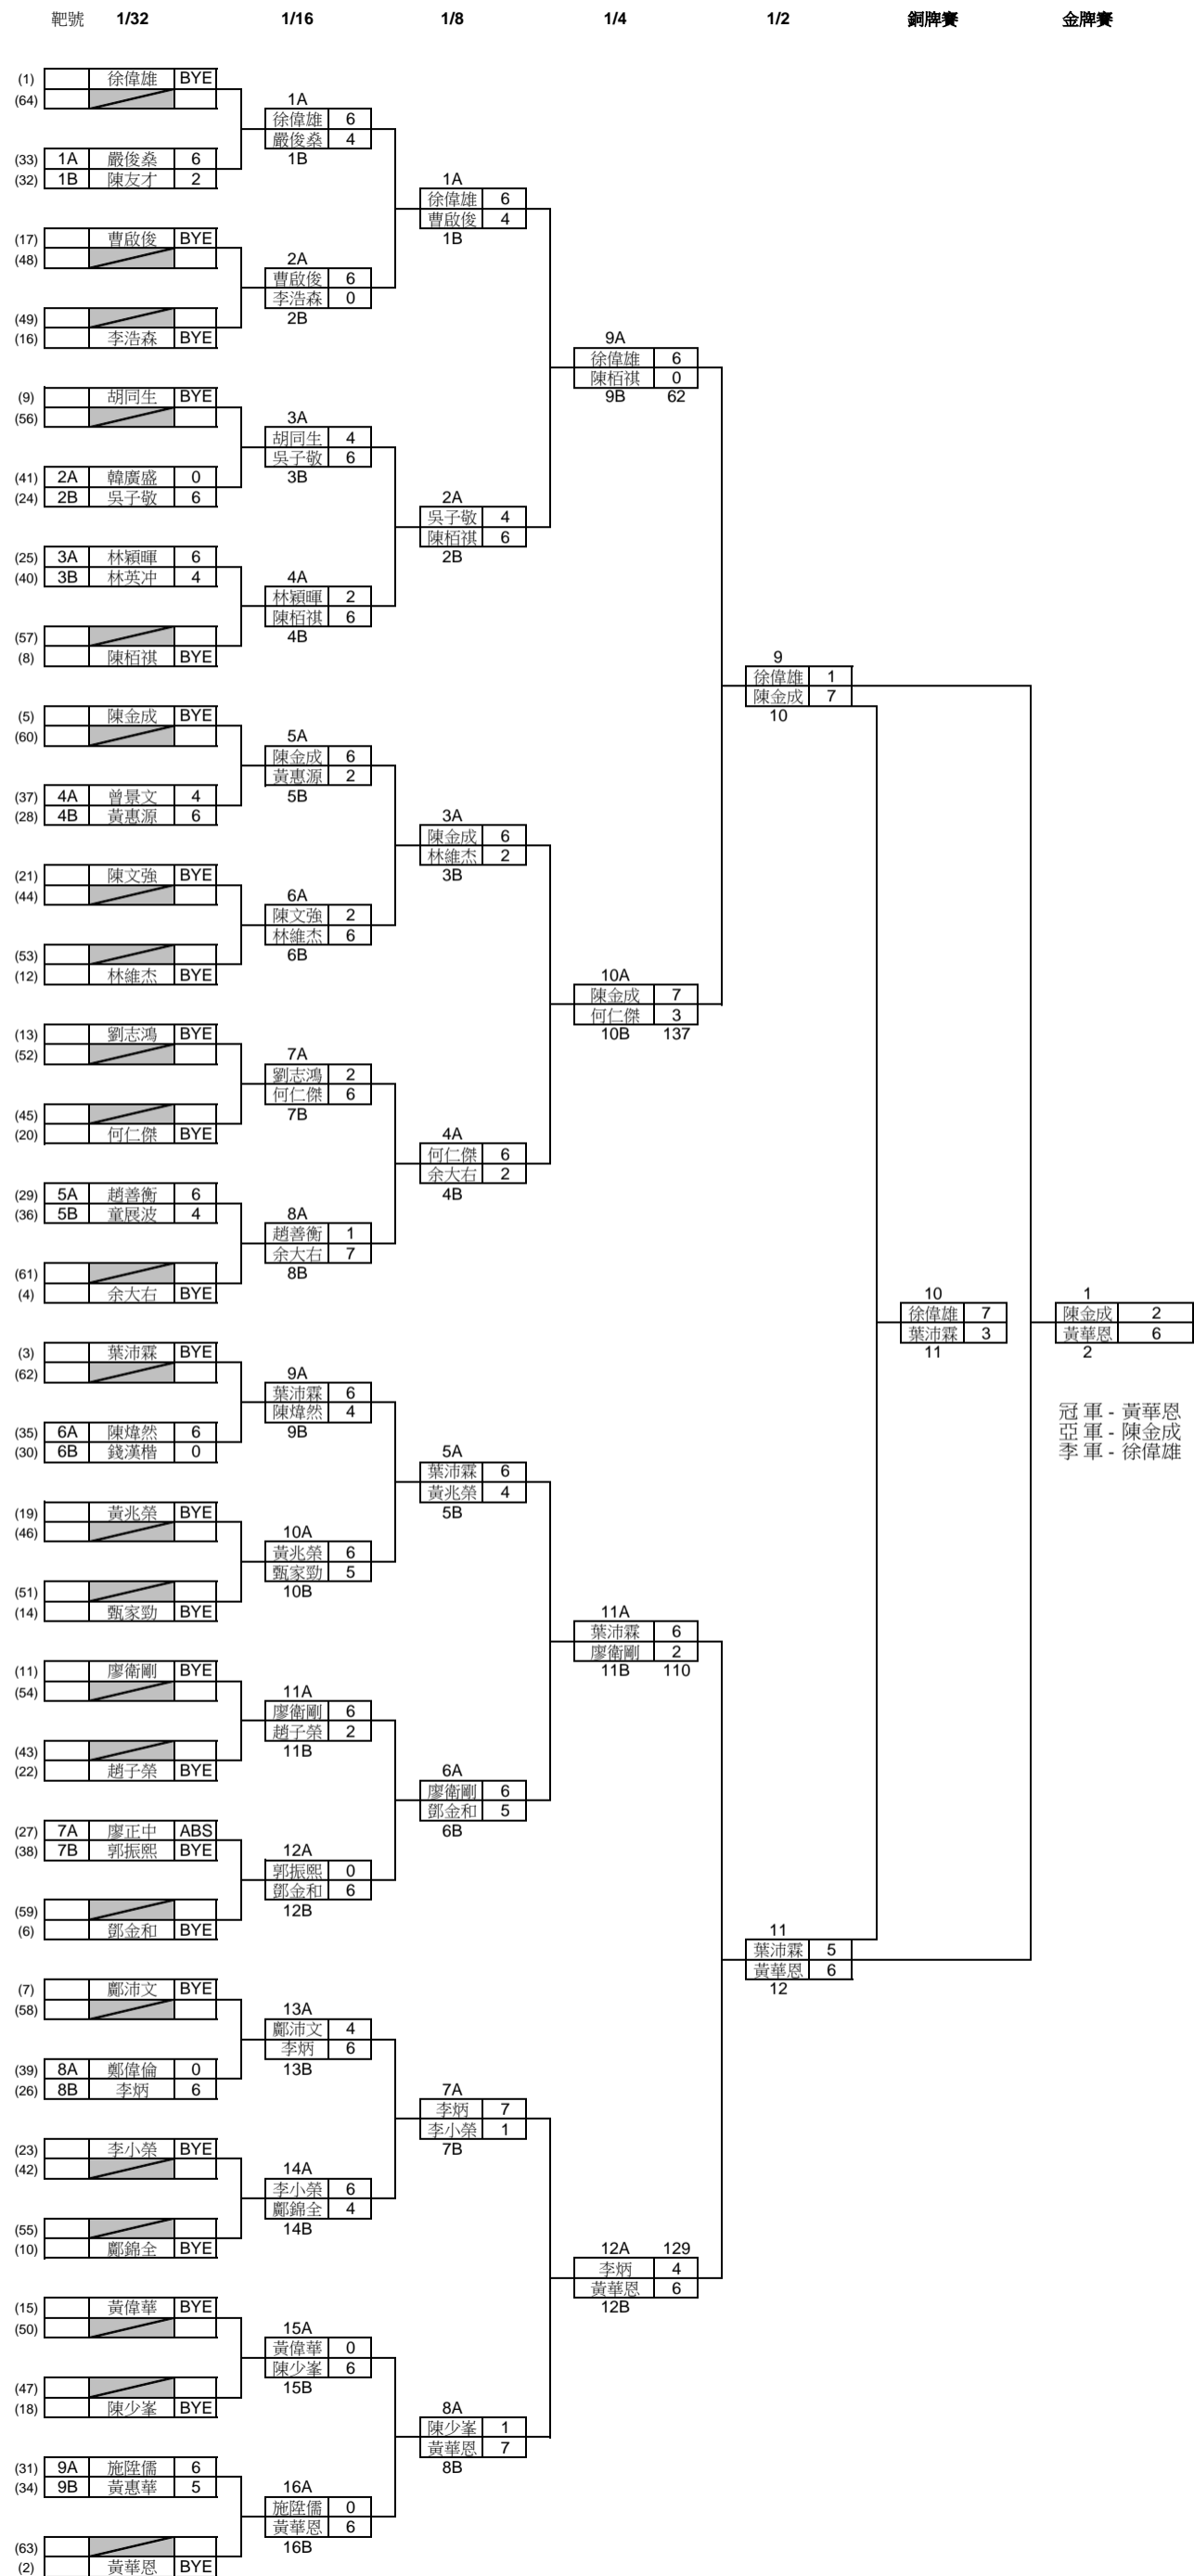 靶號 1/32 1/16 1/8 1/4 1/2 銅牌賽 金牌賽
(1) 徐偉雄 BYE
(64)
1A
徐偉雄 6
嚴俊燊 4
1B
(33) 1A 嚴俊燊 6
(32) 1B 陳友才 2
1A
徐偉雄 6
曹啟俊 4
1B
(17) 曹啟俊 BYE
(48)
2A
曹啟俊 6
李浩森 0
2B
(49)
(16) 李浩森 BYE
9A
徐偉雄 6
陳栢祺 0
9B 62
(9) 胡同生 BYE
(56)
3A
胡同生 4
吳子敬 6
3B
(41) 2A 韓廣盛 0
(24) 2B 吳子敬 6
2A
吳子敬 4
陳栢祺 6
2B
(25) 3A 林穎暉 6
(40) 3B 林英冲 4
4A
林穎暉 2
陳栢祺 6
4B
(57)
(8) 陳栢祺 BYE
9
徐偉雄 1
陳金成 7
10
(5) 陳金成 BYE
(60)
5A
陳金成 6
黃惠源 2
5B
(37) 4A 曾景文 4
(28) 4B 黃惠源 6
3A
陳金成 6
林維杰 2
3B
(21) 陳文強 BYE
(44)
6A
陳文強 2
林維杰 6
6B
(53)
(12) 林維杰 BYE
10A
陳金成 7
何仁傑 3
10B 137
(13) 劉志鴻 BYE
(52)
7A
劉志鴻 2
何仁傑 6
7B
(45)
(20) 何仁傑 BYE
4A
何仁傑 6
余大右 2
4B
(29) 5A 趙善衡 6
(36) 5B 童展波 4
8A
趙善衡 1
余大右 7
8B
(61)
(4) 余大右 BYE
10
徐偉雄 7
葉沛霖 3
11
1
陳金成 2
黃華恩 6
2
冠 軍 - 黃華恩
亞 軍 - 陳金成
季 軍 - 徐偉雄
(3) 葉沛霖 BYE
(62)
9A
葉沛霖 6
陳煒然 4
9B
(35) 6A 陳煒然 6
(30) 6B 錢漢楷 0
5A
葉沛霖 6
黃兆榮 4
5B
(19) 黃兆榮 BYE
(46)
10A
黃兆榮 6
甄家勁 5
10B
(51)
(14) 甄家勁 BYE
11A
葉沛霖 6
廖衛剛 2
11B 110
(11) 廖衛剛 BYE
(54)
11A
廖衛剛 6
趙子榮 2
11B
(43)
(22) 趙子榮 BYE
6A
廖衛剛 6
鄧金和 5
6B
(27) 7A 廖正中 ABS
(38) 7B 郭振熙 BYE
12A
郭振熙 0
鄧金和 6
12B
(59)
(6) 鄧金和 BYE
11
葉沛霖 5
黃華恩 6
12
(7) 鄺沛文 BYE
(58)
13A
鄺沛文 4
李炳 6
13B
(39) 8A 鄭偉倫 0
(26) 8B 李炳 6
7A
李炳 7
李小榮 1
7B
(23) 李小榮 BYE
(42)
14A
李小榮 6
鄺錦全 4
14B
(55)
(10) 鄺錦全 BYE
12A 129
李炳 4
黃華恩 6
12B
(15) 黃偉華 BYE
(50)
15A
黃偉華 0
陳少峯 6
15B
(47)
(18) 陳少峯 BYE
8A
陳少峯 1
黃華恩 7
8B
(31) 9A 施陞儒 6
(34) 9B 黃惠華 5
16A
施陞儒 0
黃華恩 6
16B
(63)
(2) 黃華恩 BYE